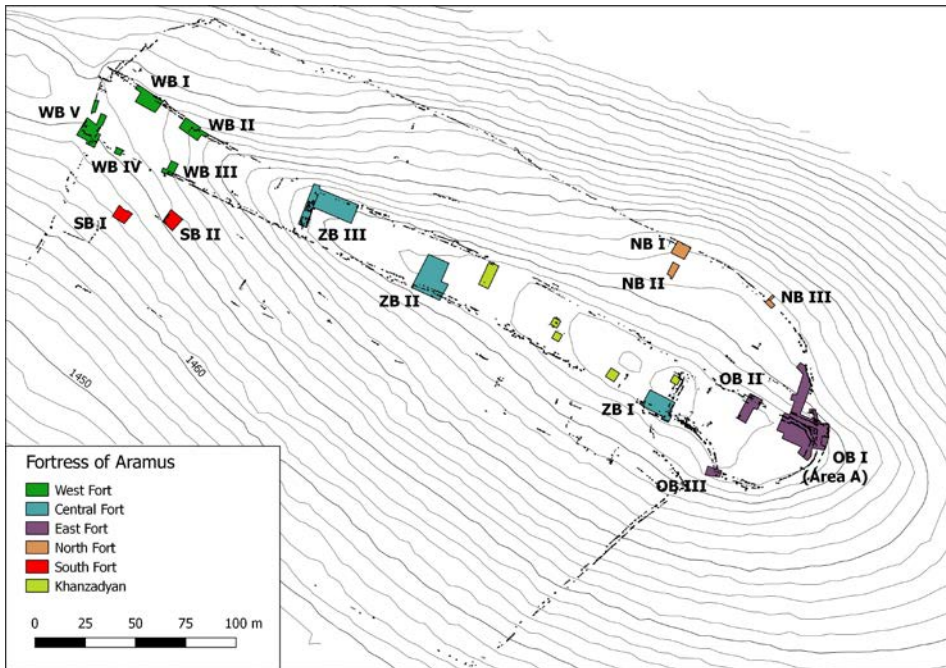 WB I
WB V
WB II
WB IV
WB III
SB I
SB II
ZB III
NB I
NB II
ZB II
NB III
OB II
ZB I
OB I
(Area A)
OB III
1450
1460
Fortress of Aramus
West Fort
Central Fort
East Fort
North Fort
South Fort
Khanzadyan
0 25 50 75 100 m